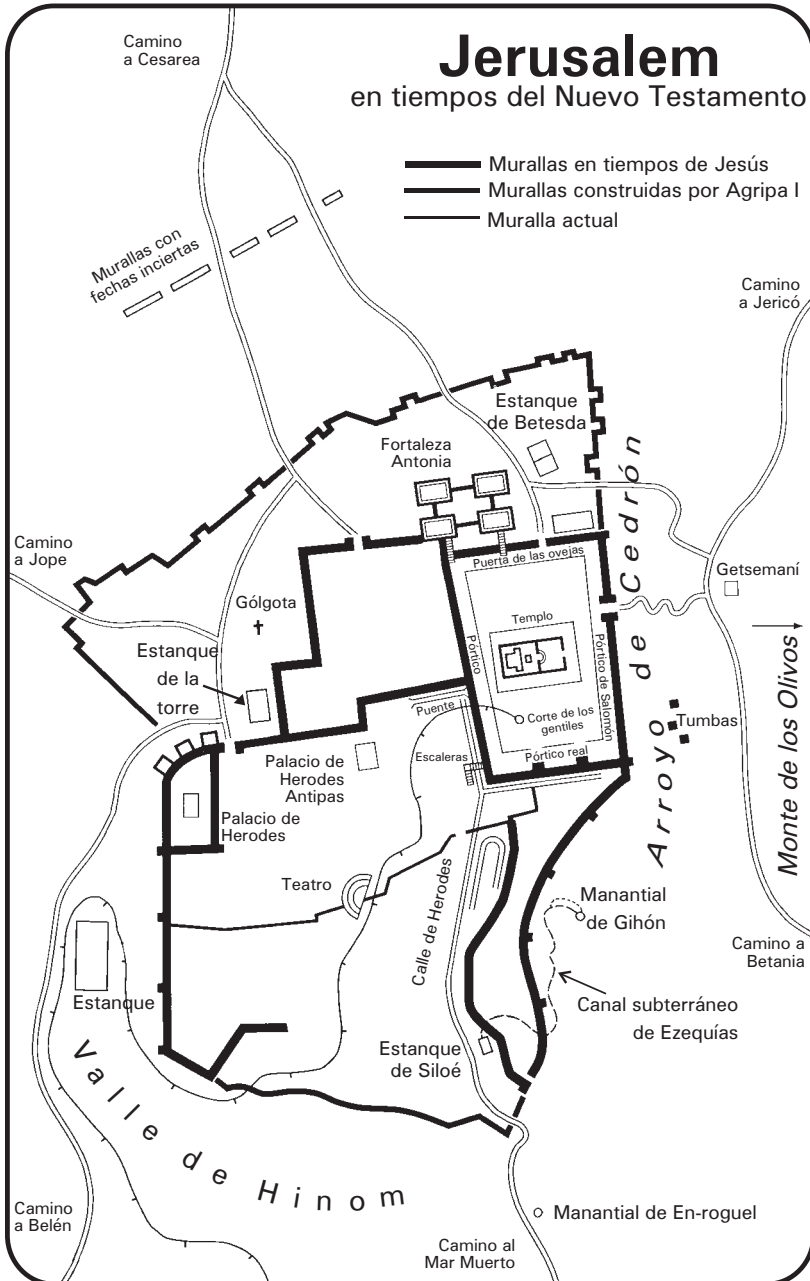 Jerusalem
en tiempos del Nuevo Testamento
Camino
a Cesarea
Murallas en tiempos de Jesús
Murallas construidas por Agripa I
Muralla actual
Murallas con
fechas inciertas
Camino
a Jericó
Estanque
de Betesda
Fortaleza
Antonia
Camino
a Jope
Puerta de las ovejas
Getsemaní
Gólgota
Templo
Pórtico
Pórtico de Salomón
Arroyo de Cedrón
Monte de los Olivos
Estanque
de la
torre
Puente
Corte de los
gentiles
Tumbas
Escaleras
Pórtico real
Palacio de
Herodes
Antipas
Palacio de
Herodes
Teatro
Calle de Herodes
Manantial
de Gihón
Camino a
Betania
Estanque
Canal subterráneo
de Ezequías
Estanque
de Siloé
Valle de Hinom
Camino
a Belén
Manantial de En-roguel
Camino al
Mar Muerto